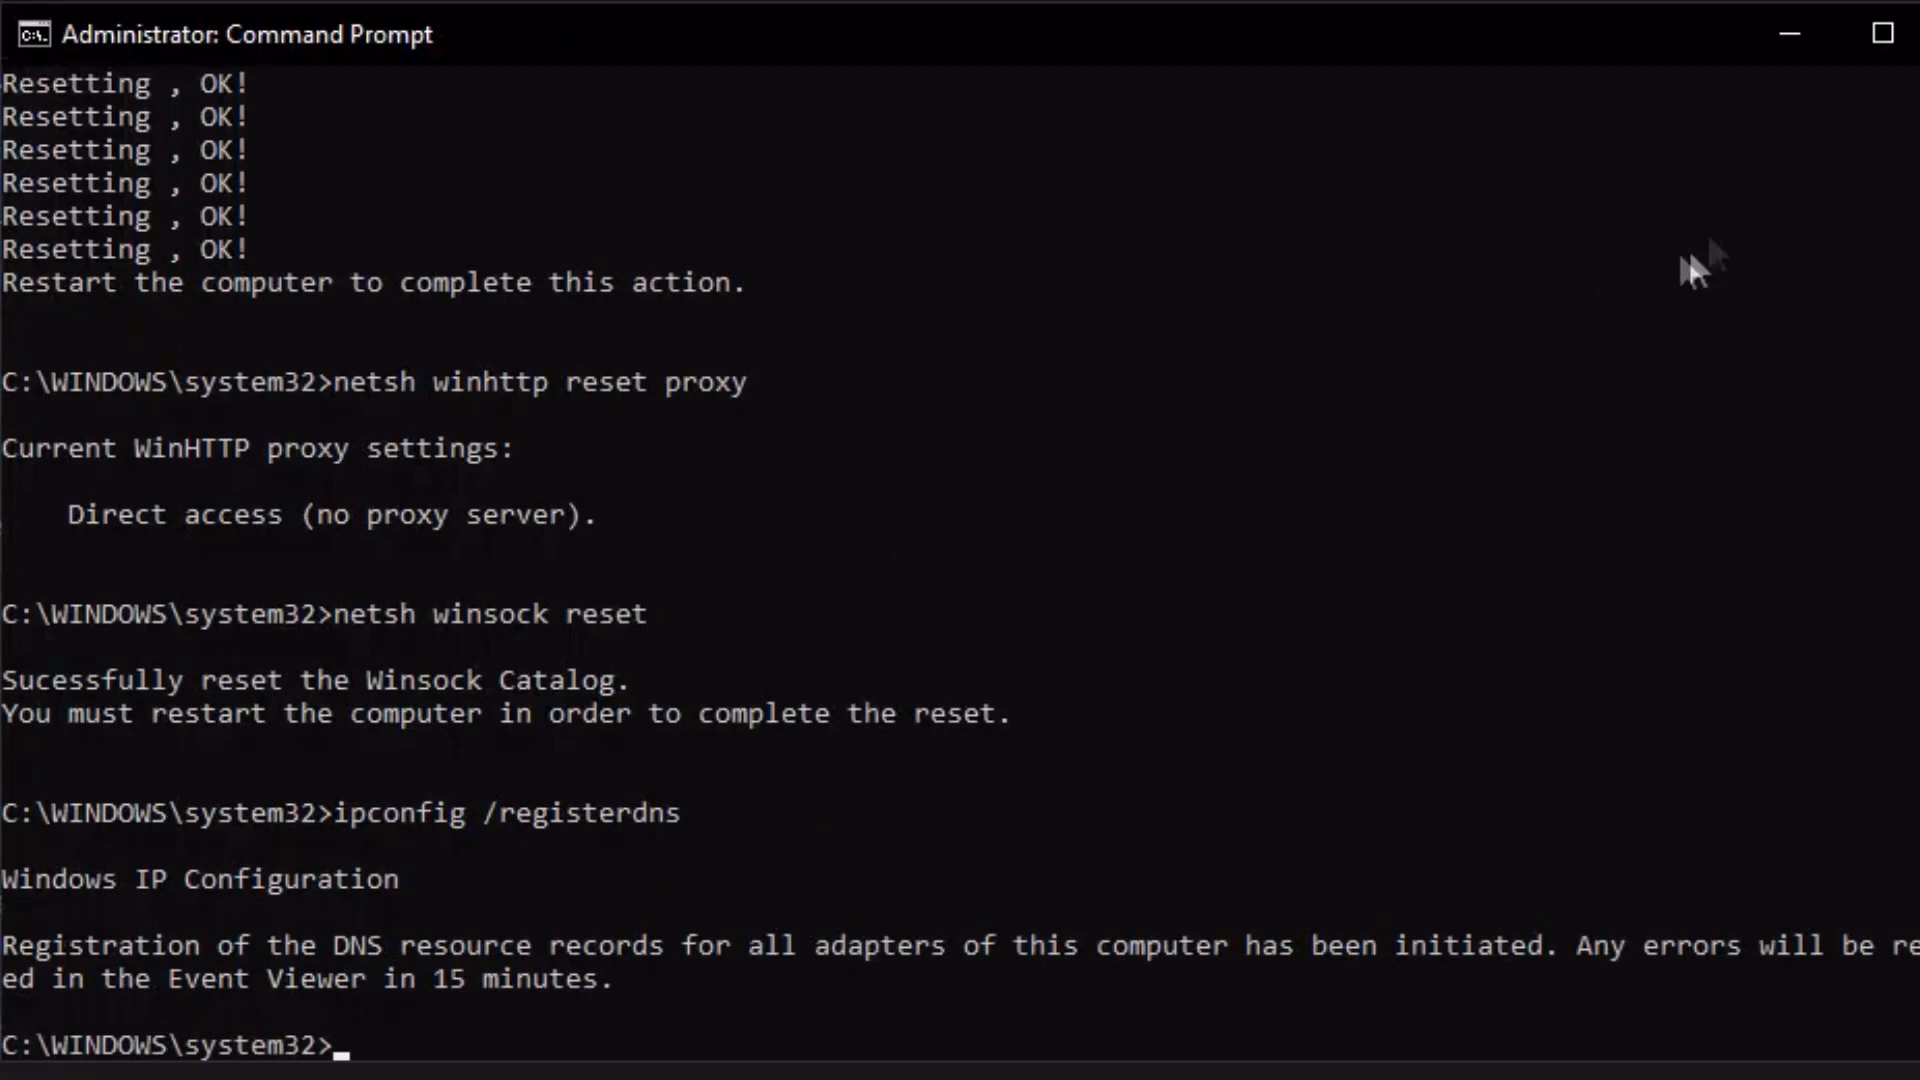 Administrator: Command Prompt
Resetting , OK!
Resetting , OK!
Resetting , OK!
Resetting , OK!
Resetting , OK!
Resetting , OK!
Restart the computer to complete this action.
C:\WINDOWS\system32>netsh winhttp reset proxy
Current WinHTTP proxy settings:
Direct access (no proxy server).
C:\WINDOWS\system32>netsh winsock reset
Sucessfully reset the Winsock Catalog.
You must restart the computer in order to complete the reset.
C:\WINDOWS\system32>ipconfig /registerdns
Windows IP Configuration
Registration of the DNS resource records for all adapters of this computer has been initiated. Any errors will be re
ed in the Event Viewer in 15 minutes.
C:\WINDOWS\system32>